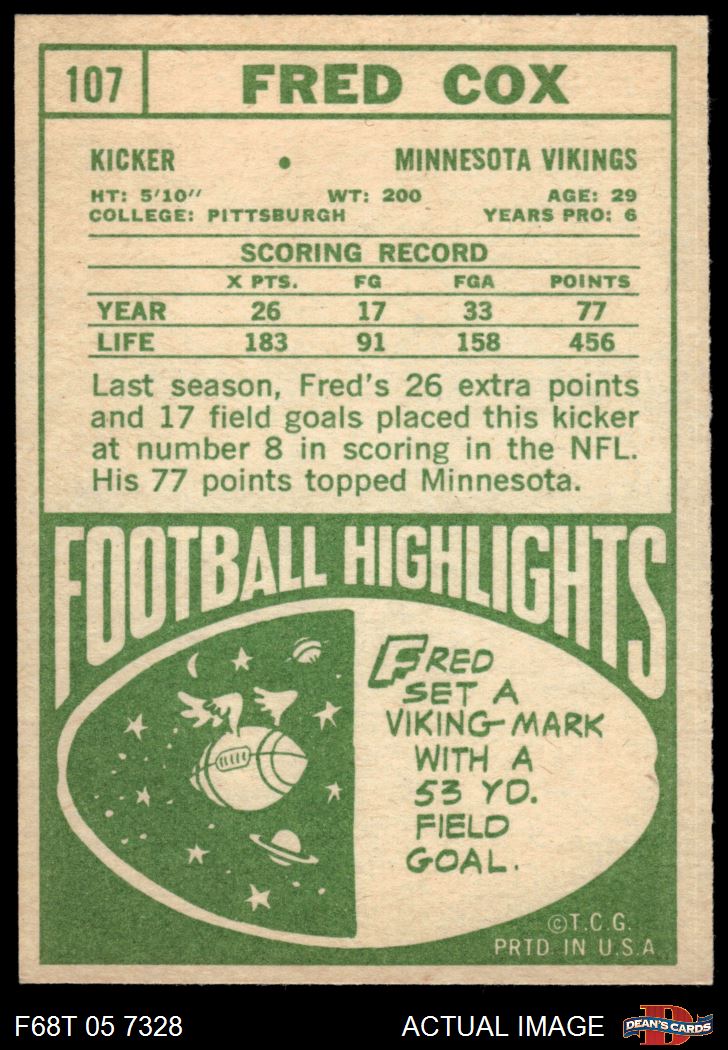 107 FRED COX
KICKER • MINNESOTA VIKINGS
HT: 5'10" WT: 200 AGE: 29
COLLEGE: PITTSBURGH YEARS PRO: 6
SCORING RECORD
X PTS. FG FGA POINTS
YEAR 26 17 33 77
LIFE 183 91 158 456
Last season, Fred's 26 extra points
and 17 field goals placed this kicker
at number 8 in scoring in the NFL.
His 77 points topped Minnesota.
FOOTBALL HIGHLIGHTS
FRED
SET A
VIKING-MARK
WITH A
53 YD.
FIELD
GOAL.
©T.C.G.
PRTD. IN U.S.A.
F68T 05 7328 ACTUAL IMAGE D DEAN'S CARDS